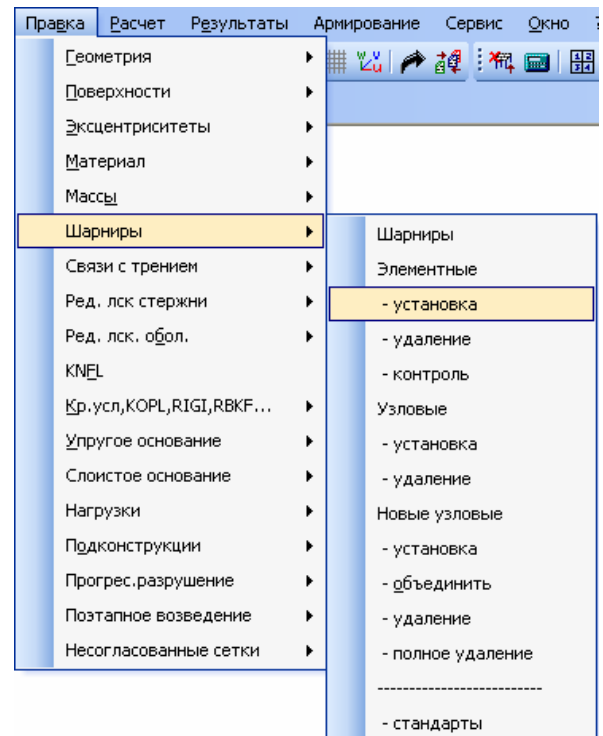 Правка Расчет Результаты Армирование Сервис Окно ?
Геометрия
Поверхности
Эксцентриситеты
Материал
Массы
Шарниры
Связи с трением
Ред. лск стержни
Ред. лск. обол.
KNFL
Кр.усл,KOPL,RIGI,RBKF...
Упругое основание
Слоистое основание
Нагрузки
Подконструкции
Прогрес.разрушение
Поэтапное возведение
Несогласованные сетки
Шарниры
Элементные
- установка
- удаление
- контроль
Узловые
- установка
- удаление
Новые узловые
- установка
- объединить
- удаление
- полное удаление
--------------------------
- стандарты